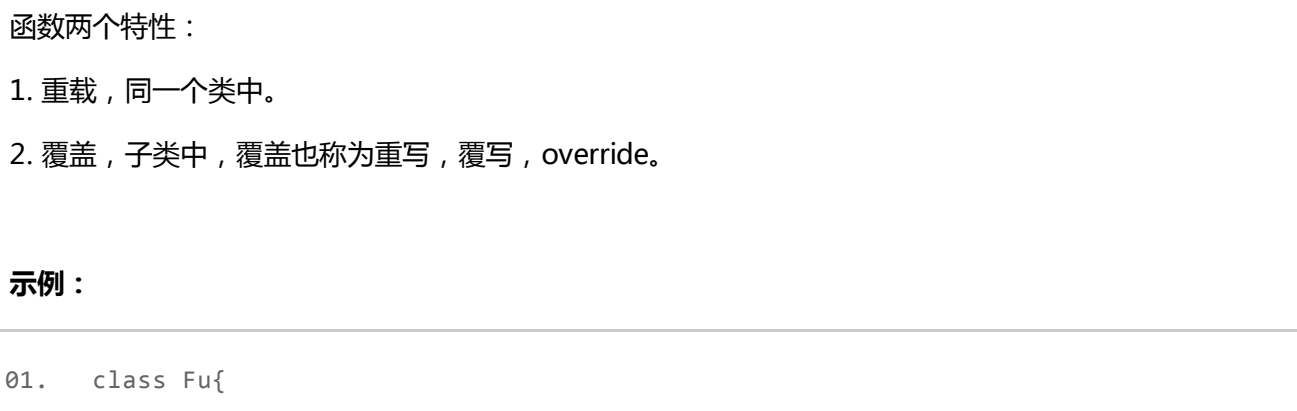 函数两个特性：
1. 重载，同一个类中。
2. 覆盖，子类中，覆盖也称为重写，覆写，override。
示例：
01. class Fu{